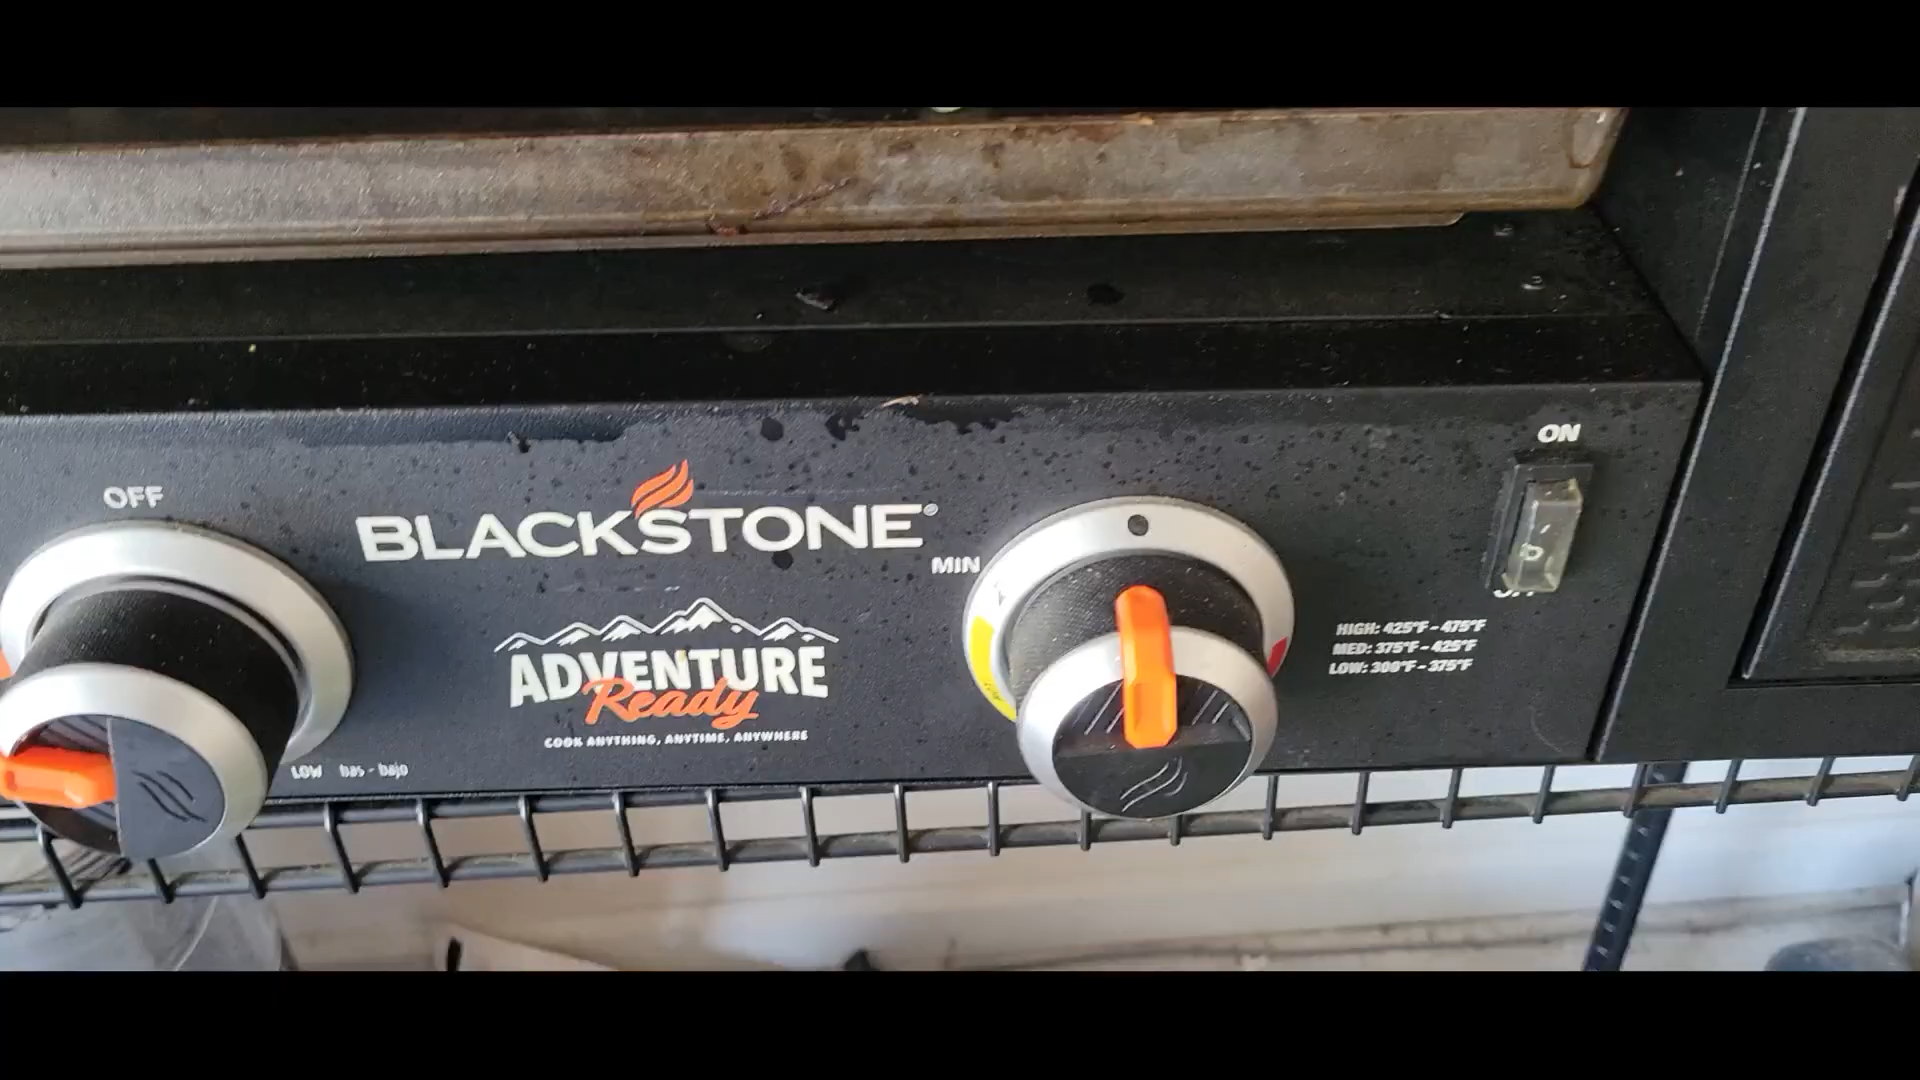 OFF
BLACKSTONE®
ADVENTURE
Ready
COOK ANYTHING, ANYTIME, ANYWHERE
LOW bas - bajo
MIN
ON
HIGH: 425°F - 475°F
MED: 375°F - 425°F
LOW: 300°F - 375°F